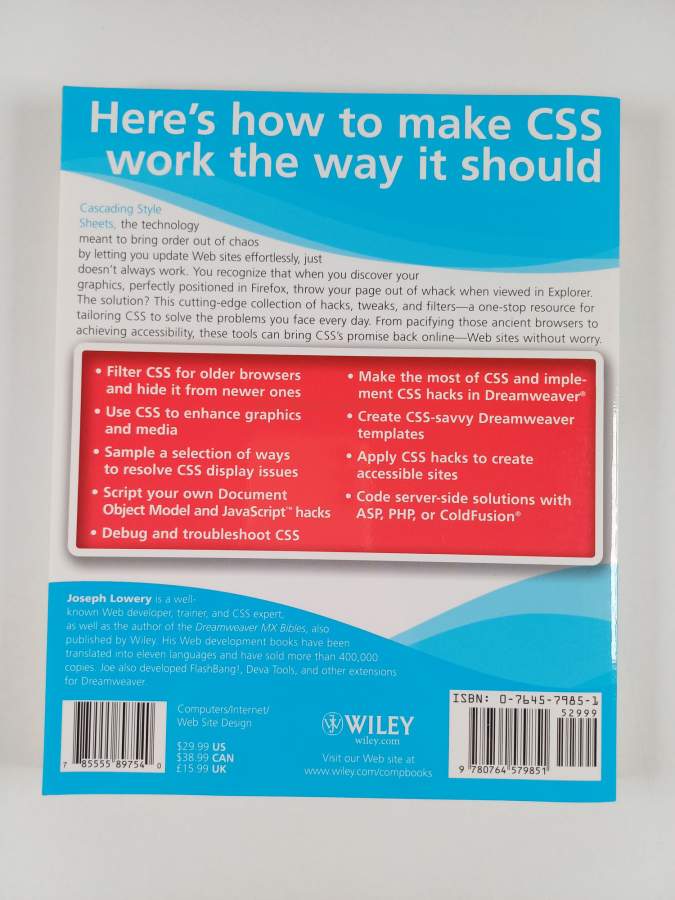 Here's how to make CSS
work the way it should
Cascading Style
Sheets, the technology
meant to bring order out of chaos
by letting you update Web sites effortlessly, just
doesn't always work. You recognize that when you discover your
graphics, perfectly positioned in Firefox, throw your page out of whack when viewed in Explorer.
The solution? This cutting-edge collection of hacks, tweaks, and filters—a one-stop resource for
tailoring CSS to solve the problems you face every day. From pacifying those ancient browsers to
achieving accessibility, these tools can bring CSS's promise back online—Web sites without worry.
• Filter CSS for older browsers
and hide it from newer ones
• Use CSS to enhance graphics
and media
• Sample a selection of ways
to resolve CSS display issues
• Script your own Document
Object Model and JavaScript™ hacks
• Debug and troubleshoot CSS
• Make the most of CSS and imple-
ment CSS hacks in Dreamweaver®
• Create CSS-savvy Dreamweaver
templates
• Apply CSS hacks to create
accessible sites
• Code server-side solutions with
ASP, PHP, or ColdFusion®
Joseph Lowery is a well-
known Web developer, trainer, and CSS expert,
as well as the author of the Dreamweaver MX Bibles, also
published by Wiley. His Web development books have been
translated into eleven languages and have sold more than 400,000
copies. Joe also developed FlashBang!, Deva Tools, and other extensions
for Dreamweaver.
7 85555 89754 0
Computers/Internet/
Web Site Design
$29.99 US
$38.99 CAN
£15.99 UK
WILEY
wiley.com
Visit our Web site at
www.wiley.com/compbooks
ISBN: 0-7645-7985-1
52999
9 780764 579851